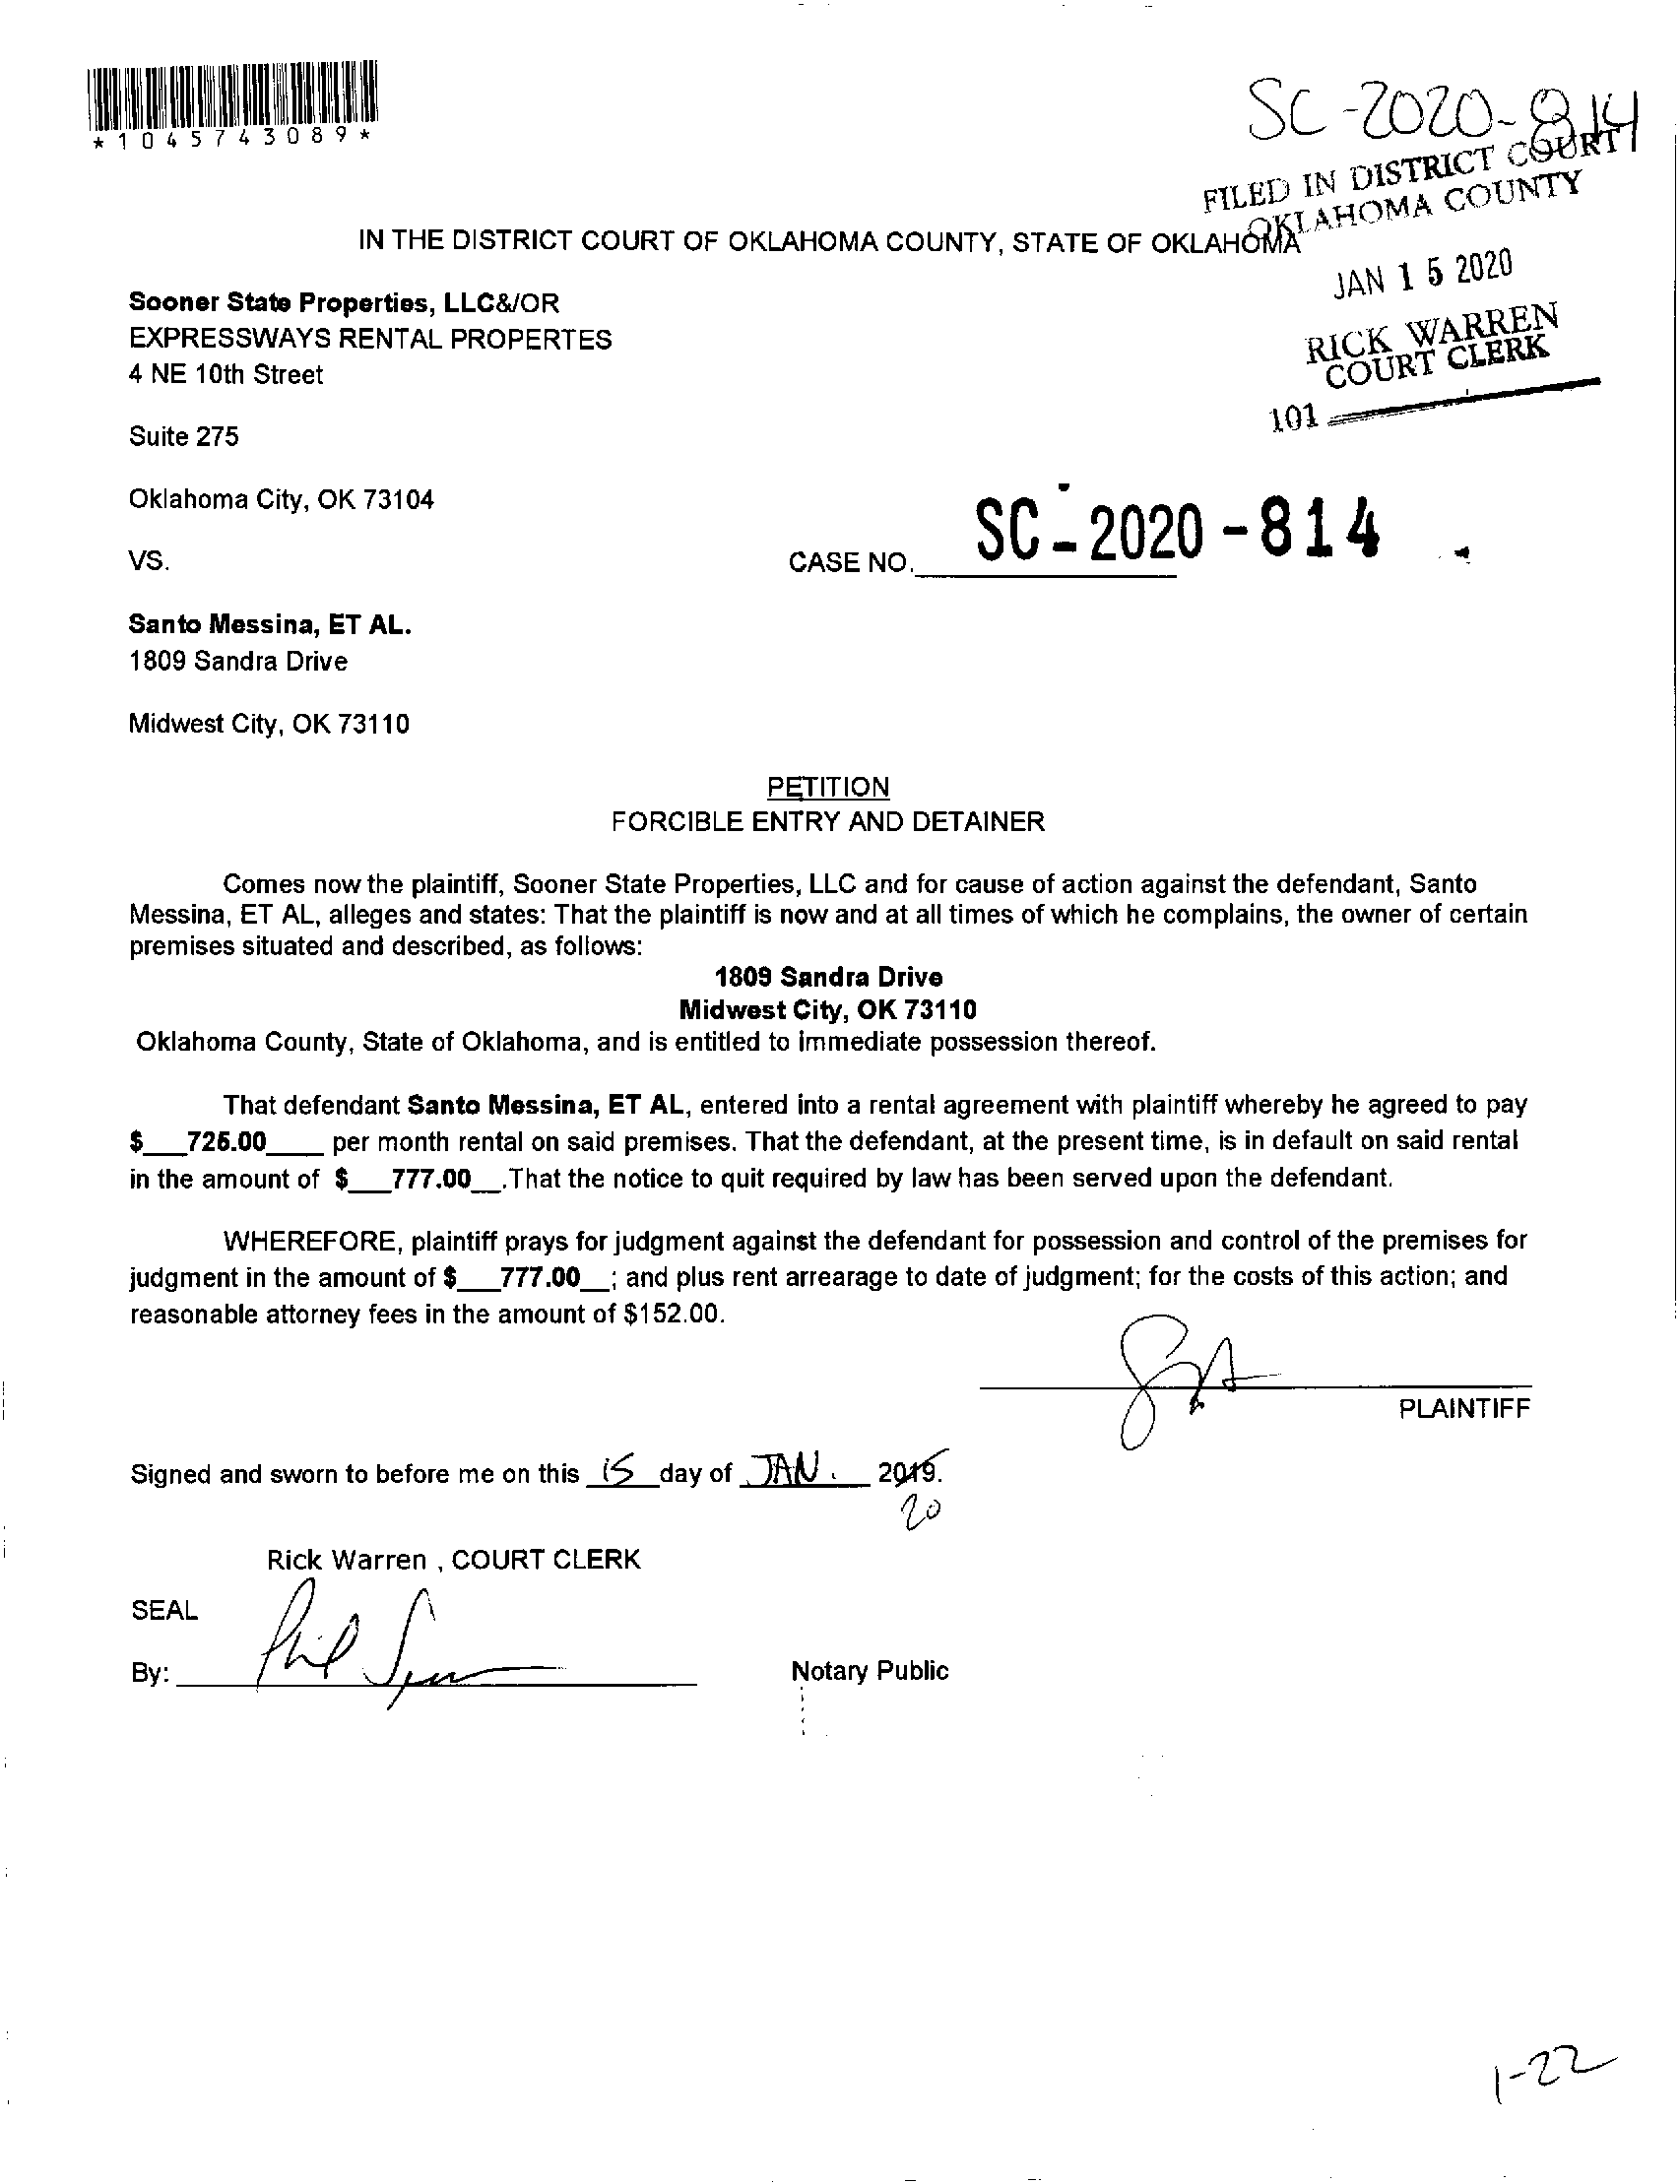 *1045743089*
SC-2020-814
FILED IN DISTRICT COURT
OKLAHOMA COUNTY
IN THE DISTRICT COURT OF OKLAHOMA COUNTY, STATE OF OKLAHOMA
JAN 15 2020
Sooner State Properties, LLC&/OR
EXPRESSWAYS RENTAL PROPERTES
RICK WARREN
COURT CLERK
4 NE 10th Street
101
Suite 275
Oklahoma City, OK 73104
SC-2020-814
VS.
CASE NO.
Santo Messina, ET AL.
1809 Sandra Drive
Midwest City, OK 73110
PETITION
FORCIBLE ENTRY AND DETAINER
Comes now the plaintiff, Sooner State Properties, LLC and for cause of action against the defendant, Santo
Messina, ET AL, alleges and states: That the plaintiff is now and at all times of which he complains, the owner of certain
premises situated and described, as follows:
1809 Sandra Drive
Midwest City, OK 73110
Oklahoma County, State of Oklahoma, and is entitled to immediate possession thereof.
That defendant Santo Messina, ET AL, entered into a rental agreement with plaintiff whereby he agreed to pay
$___725.00____ per month rental on said premises. That the defendant, at the present time, is in default on said rental
in the amount of $___777.00__.That the notice to quit required by law has been served upon the defendant.
WHEREFORE, plaintiff prays for judgment against the defendant for possession and control of the premises for
judgment in the amount of $___777.00__; and plus rent arrearage to date of judgment; for the costs of this action; and
reasonable attorney fees in the amount of $152.00.
PLAINTIFF
Signed and sworn to before me on this 15 day of JAN. 2019.
20
Rick Warren , COURT CLERK
SEAL
By:
Notary Public
1-22